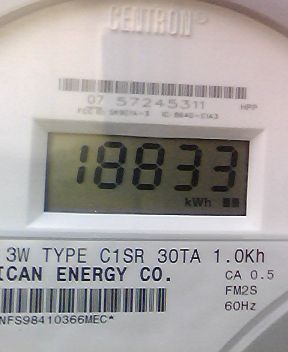 CENTRON
07 57245311 HPP
18833
kWh
3W TYPE C1SR 30TA 1.0Kh
ICAN ENERGY CO. CA 0.5
FM2S
60Hz
NFS98410366MEC*